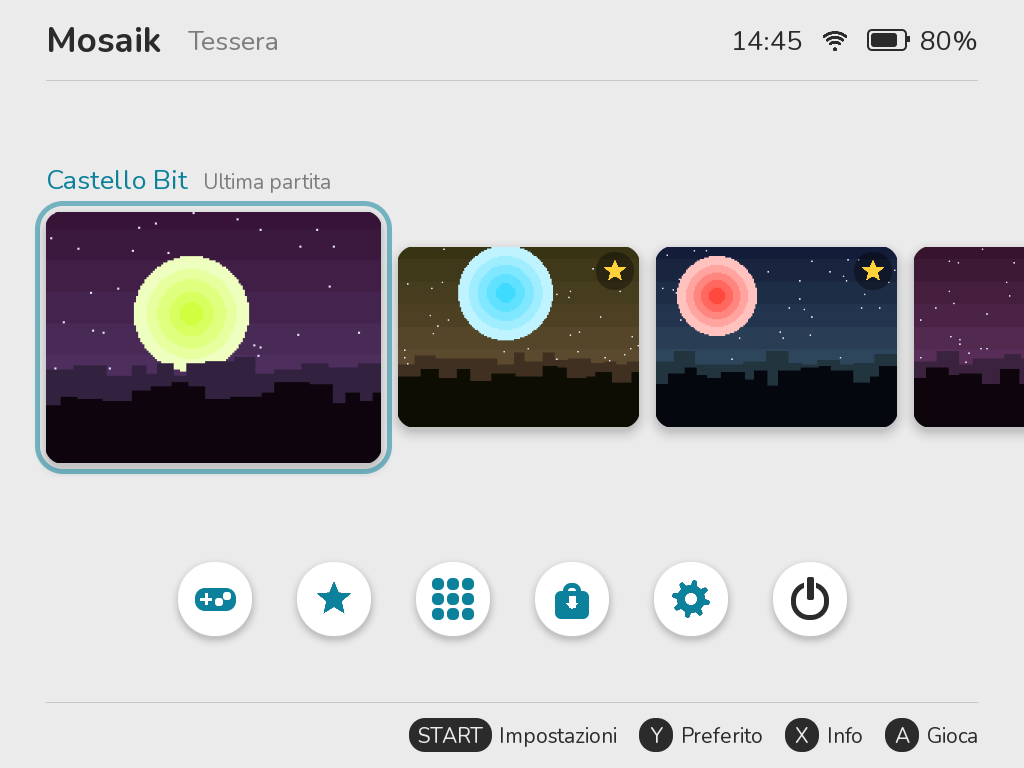 Mosaik Tessera 14:45 80%
Castello Bit Ultima partita
START Impostazioni Y Preferito X Info A Gioca